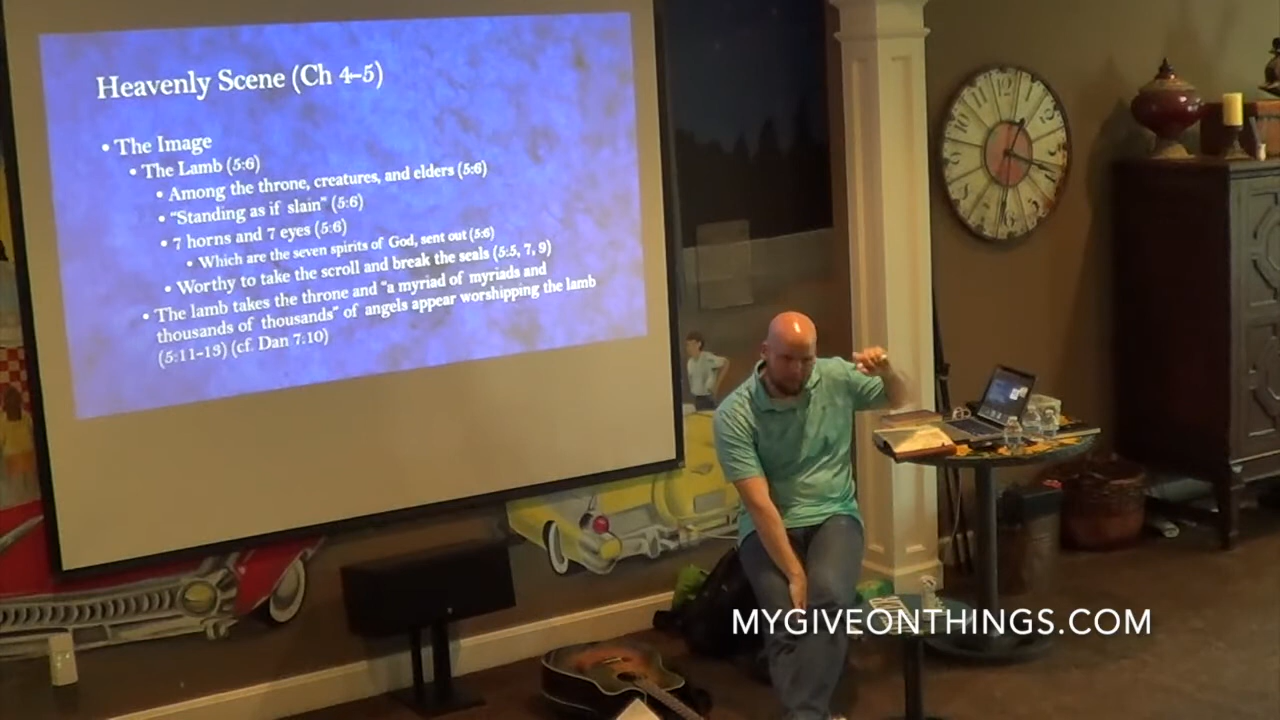 Heavenly Scene (Ch 4–5)
• The Image
• The Lamb (5:6)
• Among the throne, creatures, and elders (5:6)
• “Standing as if slain” (5:6)
• 7 horns and 7 eyes (5:6)
• Which are the seven spirits of God, sent out (5:6)
• Worthy to take the scroll and break the seals (5:5, 7, 9)
• The lamb takes the throne and “a myriad of myriads and
thousands of thousands” of angels appear worshipping the lamb
(5:11–13) (cf. Dan 7:10)
MYGIVEONTHINGS.COM